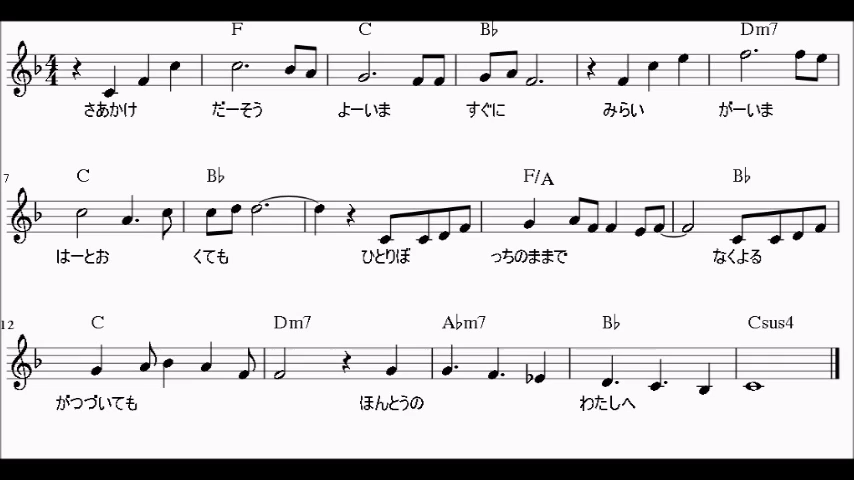 F C B♭ Dm7
さあかけ だーそう よーいま すぐに みらい がーいま
7 C B♭ F/A B♭
はーとお くても ひとりぼ っちのままで なくよる
12 C Dm7 A♭m7 B♭ Csus4
がつづいても ほんとうの わたしへ